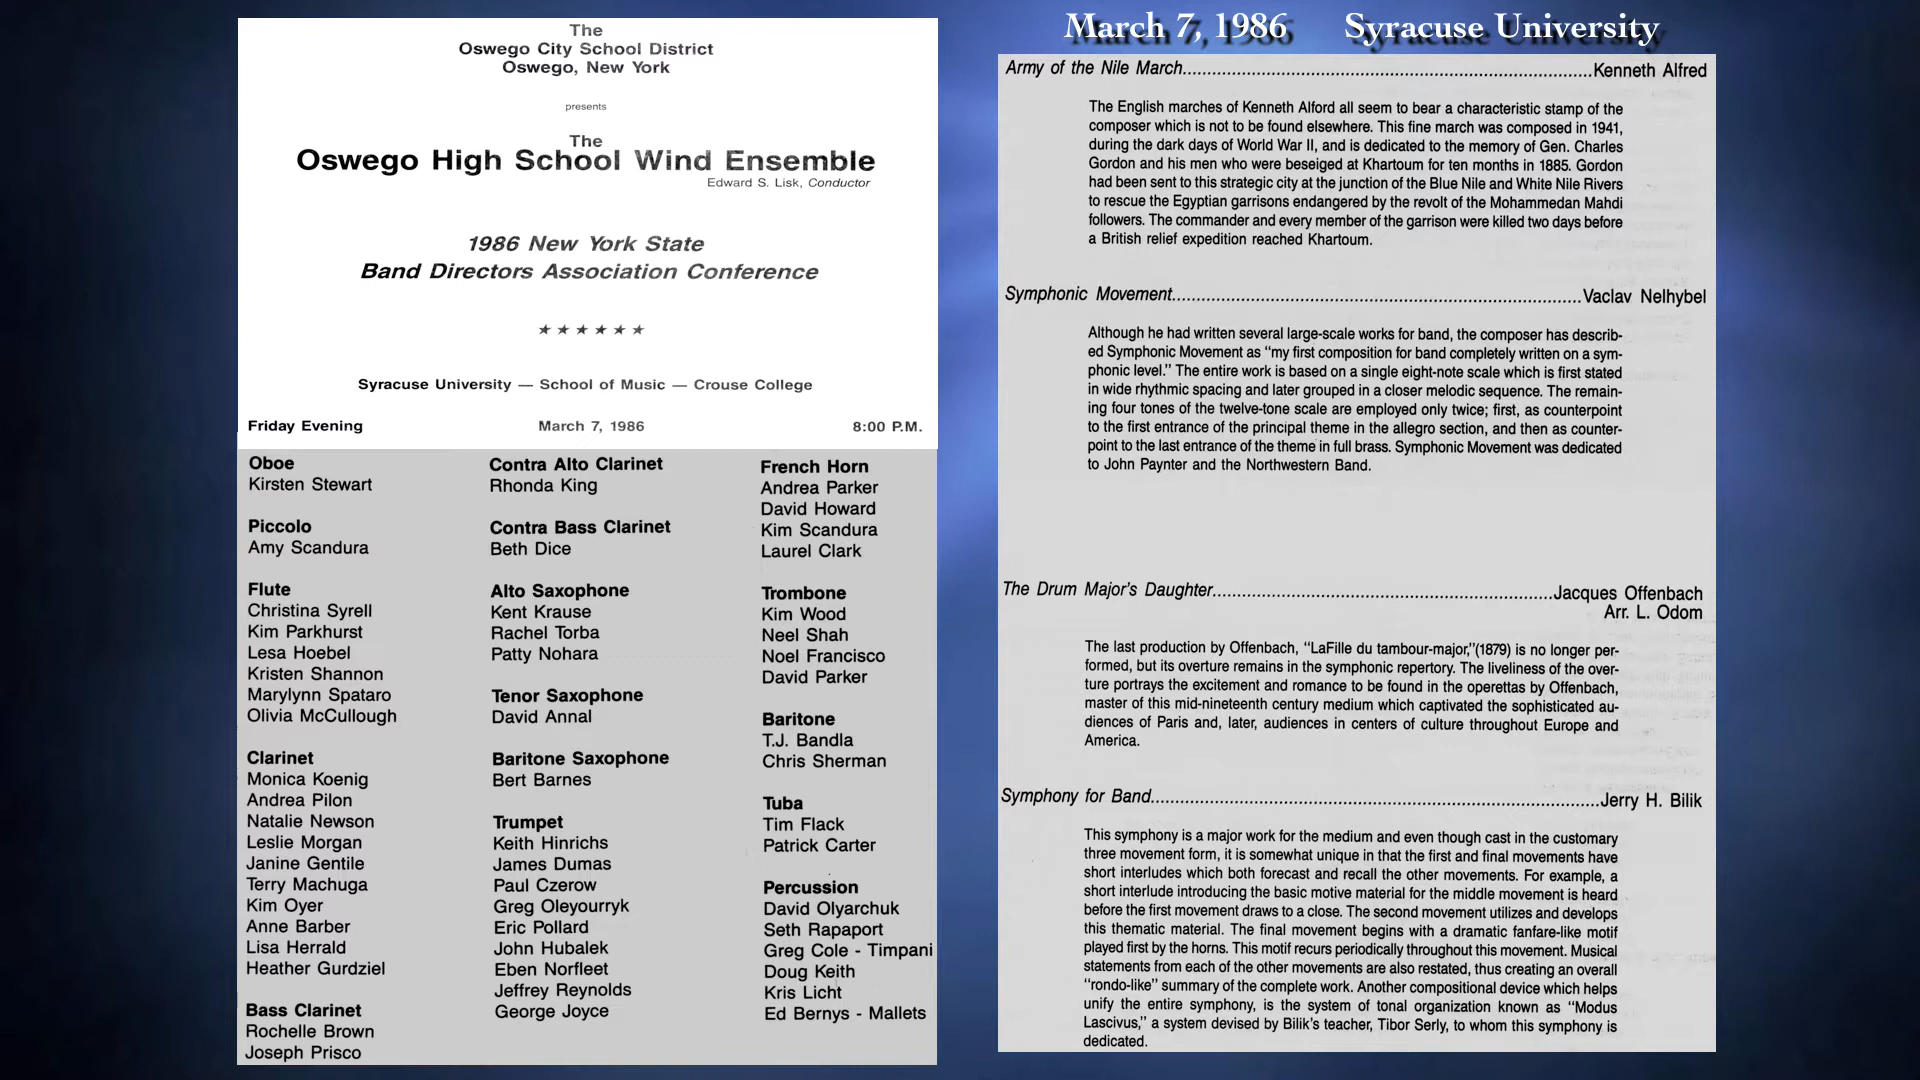 The
Oswego City School District
Oswego, New York
presents
The
Oswego High School Wind Ensemble
Edward S. Lisk, Conductor
1986 New York State
Band Directors Association Conference
★ ★ ★ ★ ★ ★
Syracuse University — School of Music — Crouse College
Friday Evening March 7, 1986 8:00 P.M.
Oboe
Kirsten Stewart
Piccolo
Amy Scandura
Flute
Christina Syrell
Kim Parkhurst
Lesa Hoebel
Kristen Shannon
Marylynn Spataro
Olivia McCullough
Clarinet
Monica Koenig
Andrea Pilon
Natalie Newson
Leslie Morgan
Janine Gentile
Terry Machuga
Kim Oyer
Anne Barber
Lisa Herrald
Heather Gurdziel
Bass Clarinet
Rochelle Brown
Joseph Prisco
Contra Alto Clarinet
Rhonda King
Contra Bass Clarinet
Beth Dice
Alto Saxophone
Kent Krause
Rachel Torba
Patty Nohara
Tenor Saxophone
David Annal
Baritone Saxophone
Bert Barnes
Trumpet
Keith Hinrichs
James Dumas
Paul Czerow
Greg Oleyourryk
Eric Pollard
John Hubalek
Eben Norfleet
Jeffrey Reynolds
George Joyce
French Horn
Andrea Parker
David Howard
Kim Scandura
Laurel Clark
Trombone
Kim Wood
Neel Shah
Noel Francisco
David Parker
Baritone
T.J. Bandla
Chris Sherman
Tuba
Tim Flack
Patrick Carter
Percussion
David Olyarchuk
Seth Rapaport
Greg Cole - Timpani
Doug Keith
Kris Licht
Ed Bernys - Mallets
March 7, 1986 Syracuse University
Army of the Nile March..........Kenneth Alfred
The English marches of Kenneth Alford all seem to bear a characteristic stamp of the
composer which is not to be found elsewhere. This fine march was composed in 1941,
during the dark days of World War II, and is dedicated to the memory of Gen. Charles
Gordon and his men who were beseiged at Khartoum for ten months in 1885. Gordon
had been sent to this strategic city at the junction of the Blue Nile and White Nile Rivers
to rescue the Egyptian garrisons endangered by the revolt of the Mohammedan Mahdi
followers. The commander and every member of the garrison were killed two days before
a British relief expedition reached Khartoum.
Symphonic Movement..........Vaclav Nelhybel
Although he had written several large-scale works for band, the composer has describ-
ed Symphonic Movement as “my first composition for band completely written on a sym-
phonic level.” The entire work is based on a single eight-note scale which is first stated
in wide rhythmic spacing and later grouped in a closer melodic sequence. The remain-
ing four tones of the twelve-tone scale are employed only twice; first, as counterpoint
to the first entrance of the principal theme in the allegro section, and then as counter-
point to the last entrance of the theme in full brass. Symphonic Movement was dedicated
to John Paynter and the Northwestern Band.
The Drum Major’s Daughter..........Jacques Offenbach
Arr. L. Odom
The last production by Offenbach, “LaFille du tambour-major,”(1879) is no longer per-
formed, but its overture remains in the symphonic repertory. The liveliness of the over-
ture portrays the excitement and romance to be found in the operettas by Offenbach,
master of this mid-nineteenth century medium which captivated the sophisticated au-
diences of Paris and, later, audiences in centers of culture throughout Europe and
America.
Symphony for Band..........Jerry H. Bilik
This symphony is a major work for the medium and even though cast in the customary
three movement form, it is somewhat unique in that the first and final movements have
short interludes which both forecast and recall the other movements. For example, a
short interlude introducing the basic motive material for the middle movement is heard
before the first movement draws to a close. The second movement utilizes and develops
this thematic material. The final movement begins with a dramatic fanfare-like motif
played first by the horns. This motif recurs periodically throughout this movement. Musical
statements from each of the other movements are also restated, thus creating an overall
“rondo-like” summary of the complete work. Another compositional device which helps
unify the entire symphony, is the system of tonal organization known as “Modus
Lascivus,” a system devised by Bilik’s teacher, Tibor Serly, to whom this symphony is
dedicated.